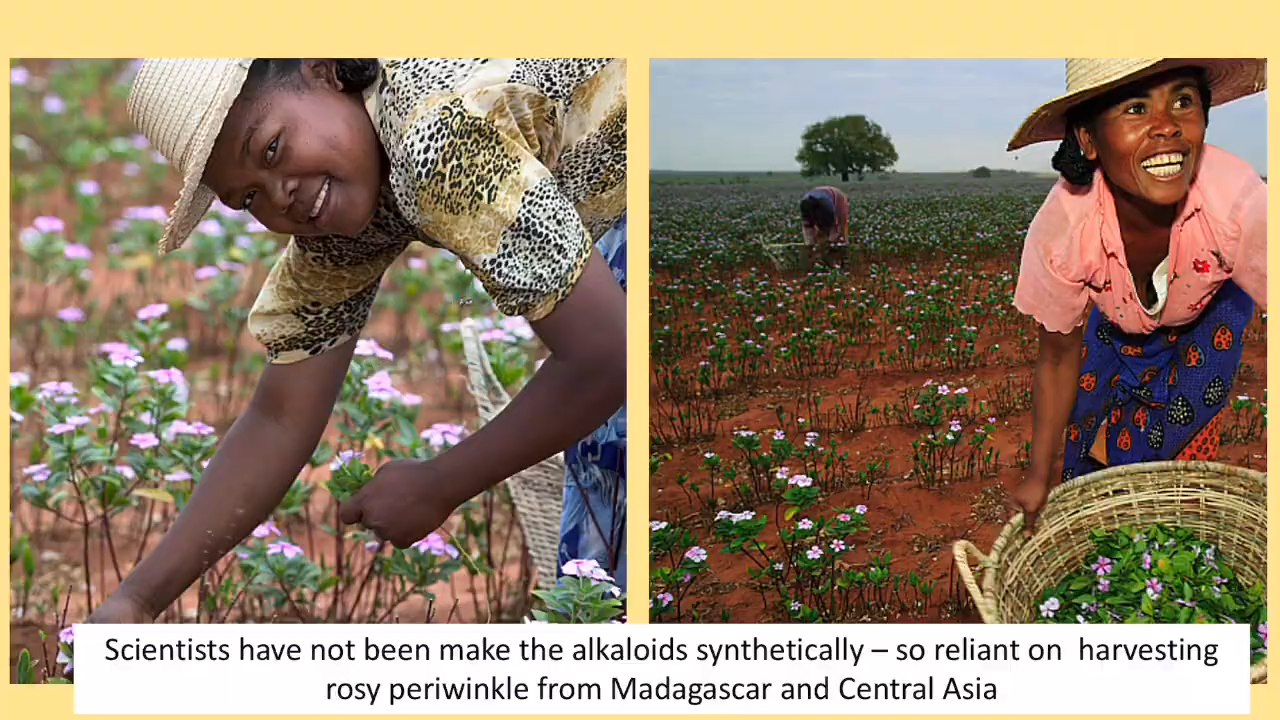 Scientists have not been make the alkaloids synthetically – so reliant on  harvesting
rosy periwinkle from Madagascar and Central Asia